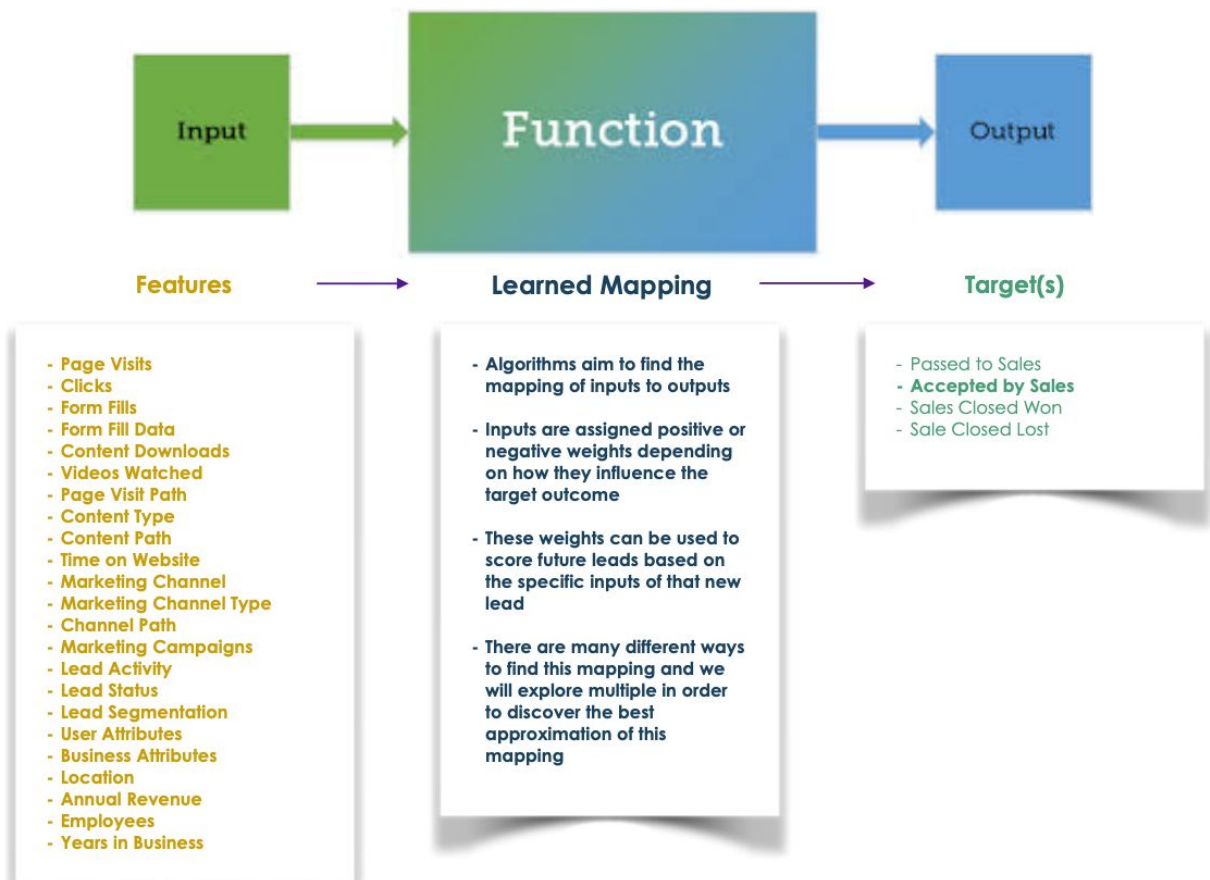 Input
Function
Output
Features
Learned Mapping
Target(s)
- Page Visits
- Clicks
- Form Fills
- Form Fill Data
- Content Downloads
- Videos Watched
- Page Visit Path
- Content Type
- Content Path
- Time on Website
- Marketing Channel
- Marketing Channel Type
- Channel Path
- Marketing Campaigns
- Lead Activity
- Lead Status
- Lead Segmentation
- User Attributes
- Business Attributes
- Location
- Annual Revenue
- Employees
- Years in Business
- Algorithms aim to find the
mapping of inputs to outputs
- Inputs are assigned positive or
negative weights depending
on how they influence the
target outcome
- These weights can be used to
score future leads based on
the specific inputs of that new
lead
- There are many different ways
to find this mapping and we
will explore multiple in order
to discover the best
approximation of this
mapping
- Passed to Sales
- Accepted by Sales
- Sales Closed Won
- Sale Closed Lost